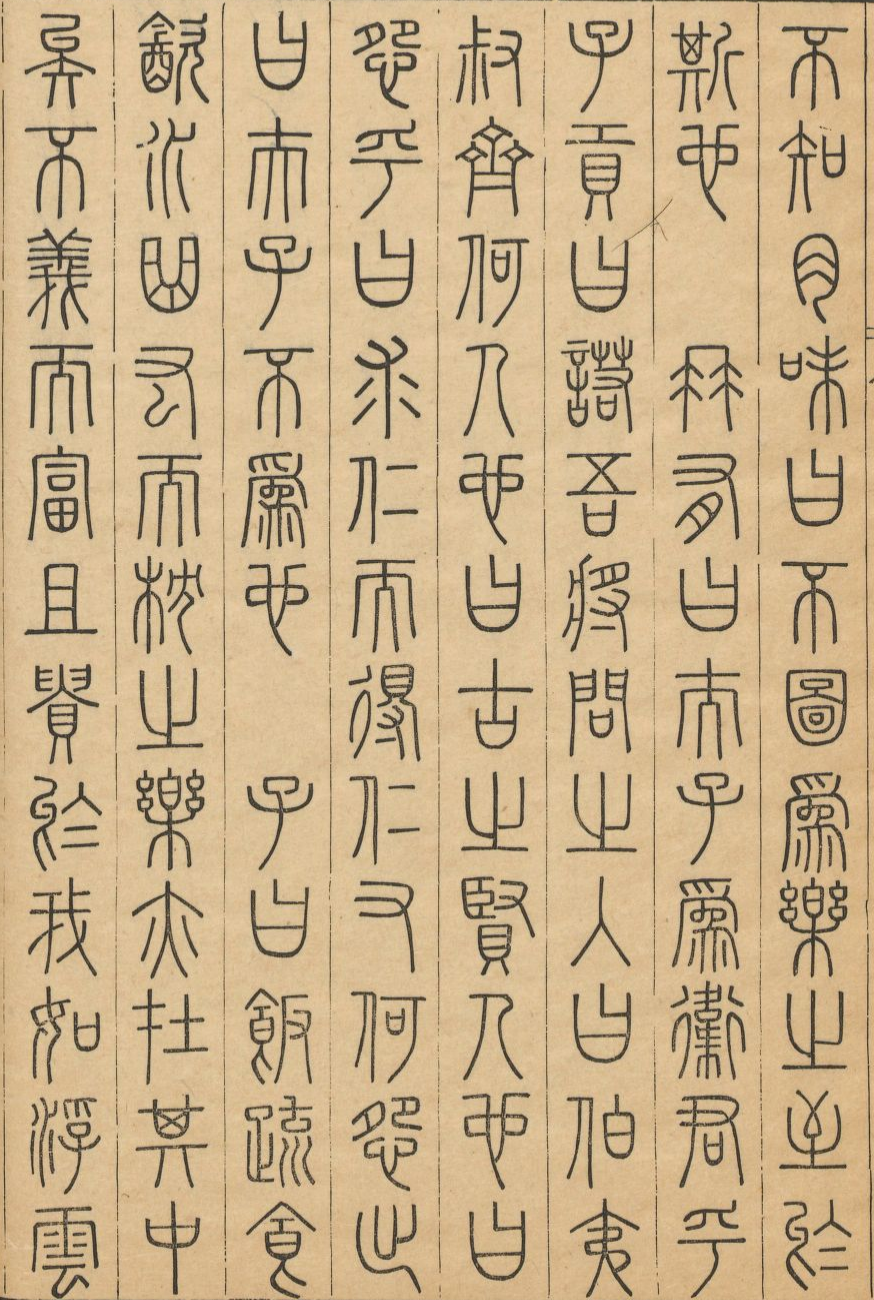 不知肉味曰不圖爲樂之至於
斯也　冉有曰夫子爲衞君乎
子貢曰諾吾將問之入曰伯夷
叔齊何人也曰古之賢人也曰
怨乎曰求仁而得仁又何怨出
曰夫子不爲也　子曰飯疏食
飲水曲肱而枕之樂亦在其中
矣不義而富且貴於我如浮雲